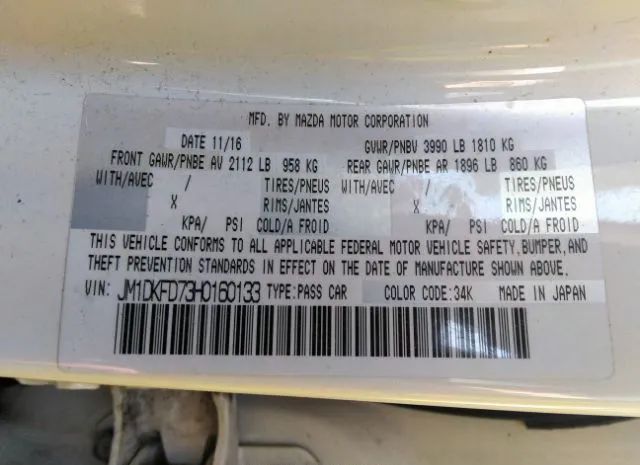 MFD. BY MAZDA MOTOR CORPORATION
DATE 11/16 GVWR/PNBV 3990 LB 1810 KG
FRONT GAWR/PNBE AV 2112 LB 958 KG REAR GAWR/PNBE AR 1896 LB 860 KG
WITH/AVEC / TIRES/PNEUS WITH/AVEC / TIRES/PNEUS
X RIMS/JANTES X RIMS/JANTES
KPA/ PSI COLD/A FROID KPA/ PSI COLD/A FROID
THIS VEHICLE CONFORMS TO ALL APPLICABLE FEDERAL MOTOR VEHICLE SAFETY, BUMPER, AND
THEFT PREVENTION STANDARDS IN EFFECT ON THE DATE OF MANUFACTURE SHOWN ABOVE.
VIN: JM1DKFD73H0160133 TYPE: PASS CAR COLOR CODE: 34K MADE IN JAPAN